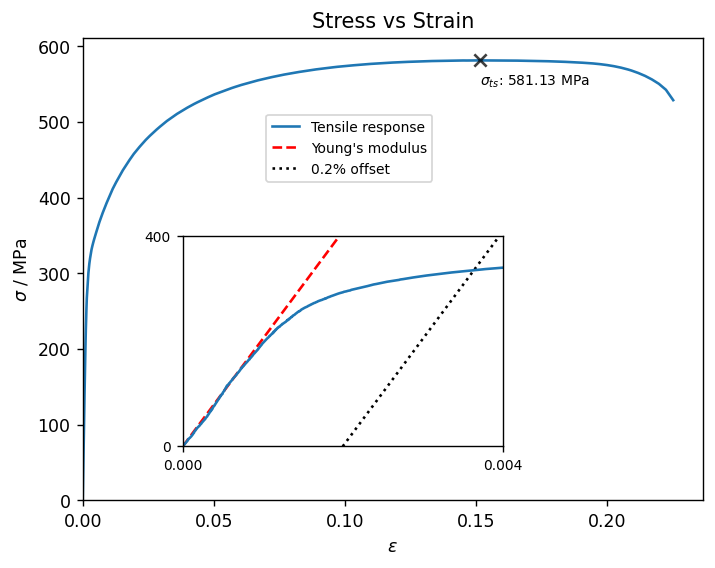 Stress vs Strain
600
500
400
300
200
100
0
σ / MPa
σts: 581.13 MPa
Tensile response
Young's modulus
0.2% offset
400
0
0.000 0.004
0.00 0.05 0.10 0.15 0.20
ε